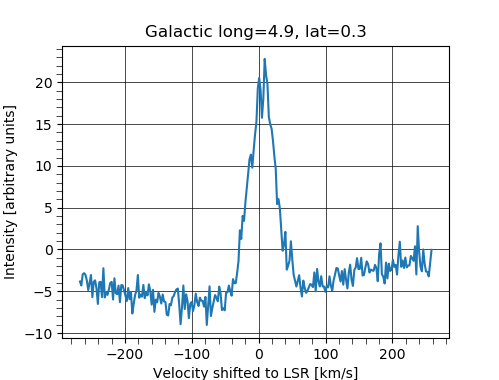 Galactic long=4.9, lat=0.3
Intensity [arbitrary units]
20
15
10
5
0
−5
−10
−200 −100 0 100 200
Velocity shifted to LSR [km/s]